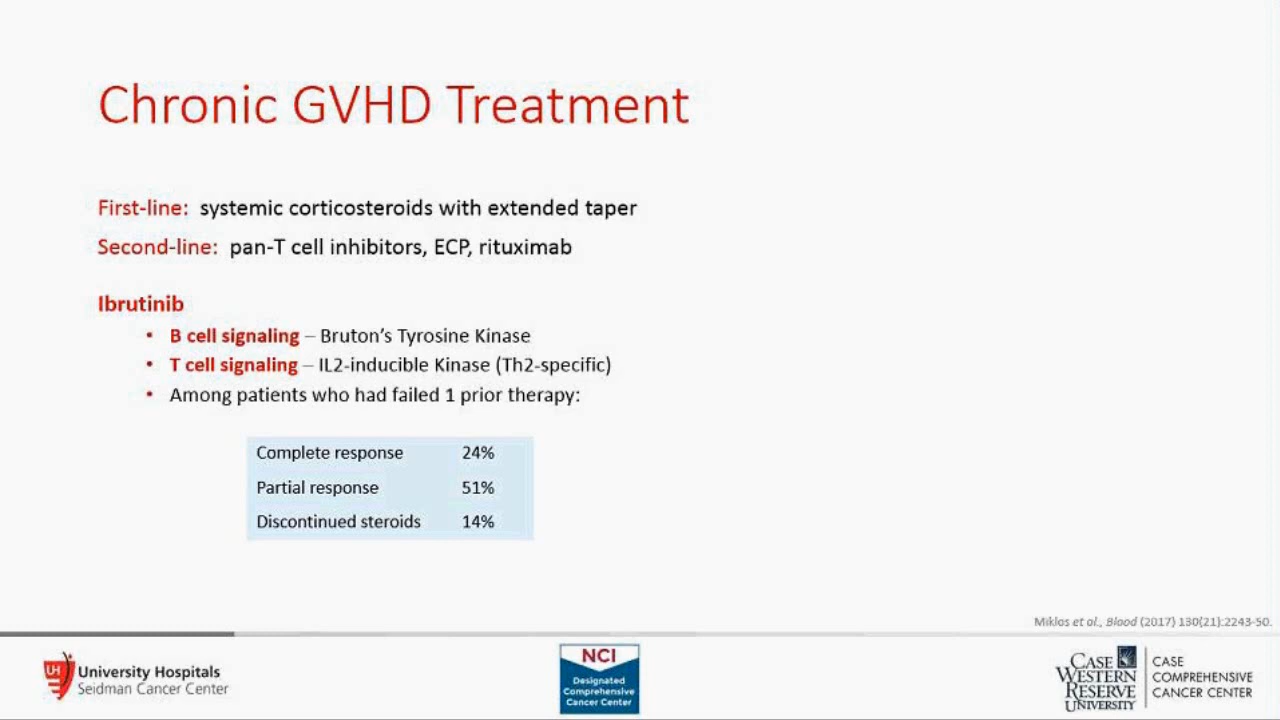 Chronic GVHD Treatment
First-line: systemic corticosteroids with extended taper
Second-line: pan-T cell inhibitors, ECP, rituximab
Ibrutinib
• B cell signaling – Bruton’s Tyrosine Kinase
• T cell signaling – IL2-inducible Kinase (Th2-specific)
• Among patients who had failed 1 prior therapy:
Complete response 24%
Partial response 51%
Discontinued steroids 14%
Miklos et al., Blood (2017) 130(21):2243-50.
UH University Hospitals
Seidman Cancer Center
NCI
Designated
Comprehensive
Cancer Center
CASE
WESTERN
RESERVE
UNIVERSITY
CASE
COMPREHENSIVE
CANCER CENTER